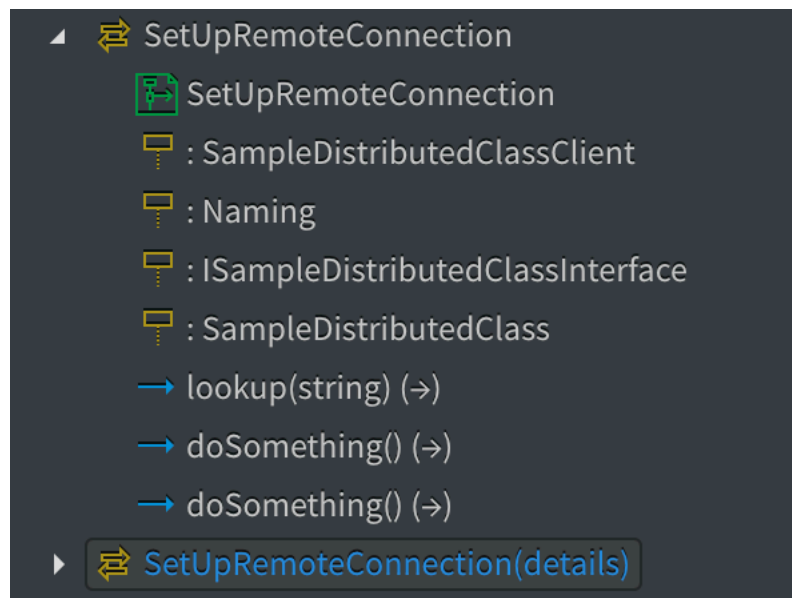 SetUpRemoteConnection
SetUpRemoteConnection
: SampleDistributedClassClient
: Naming
: ISampleDistributedClassInterface
: SampleDistributedClass
lookup(string) (→)
doSomething() (→)
doSomething() (→)
SetUpRemoteConnection(details)